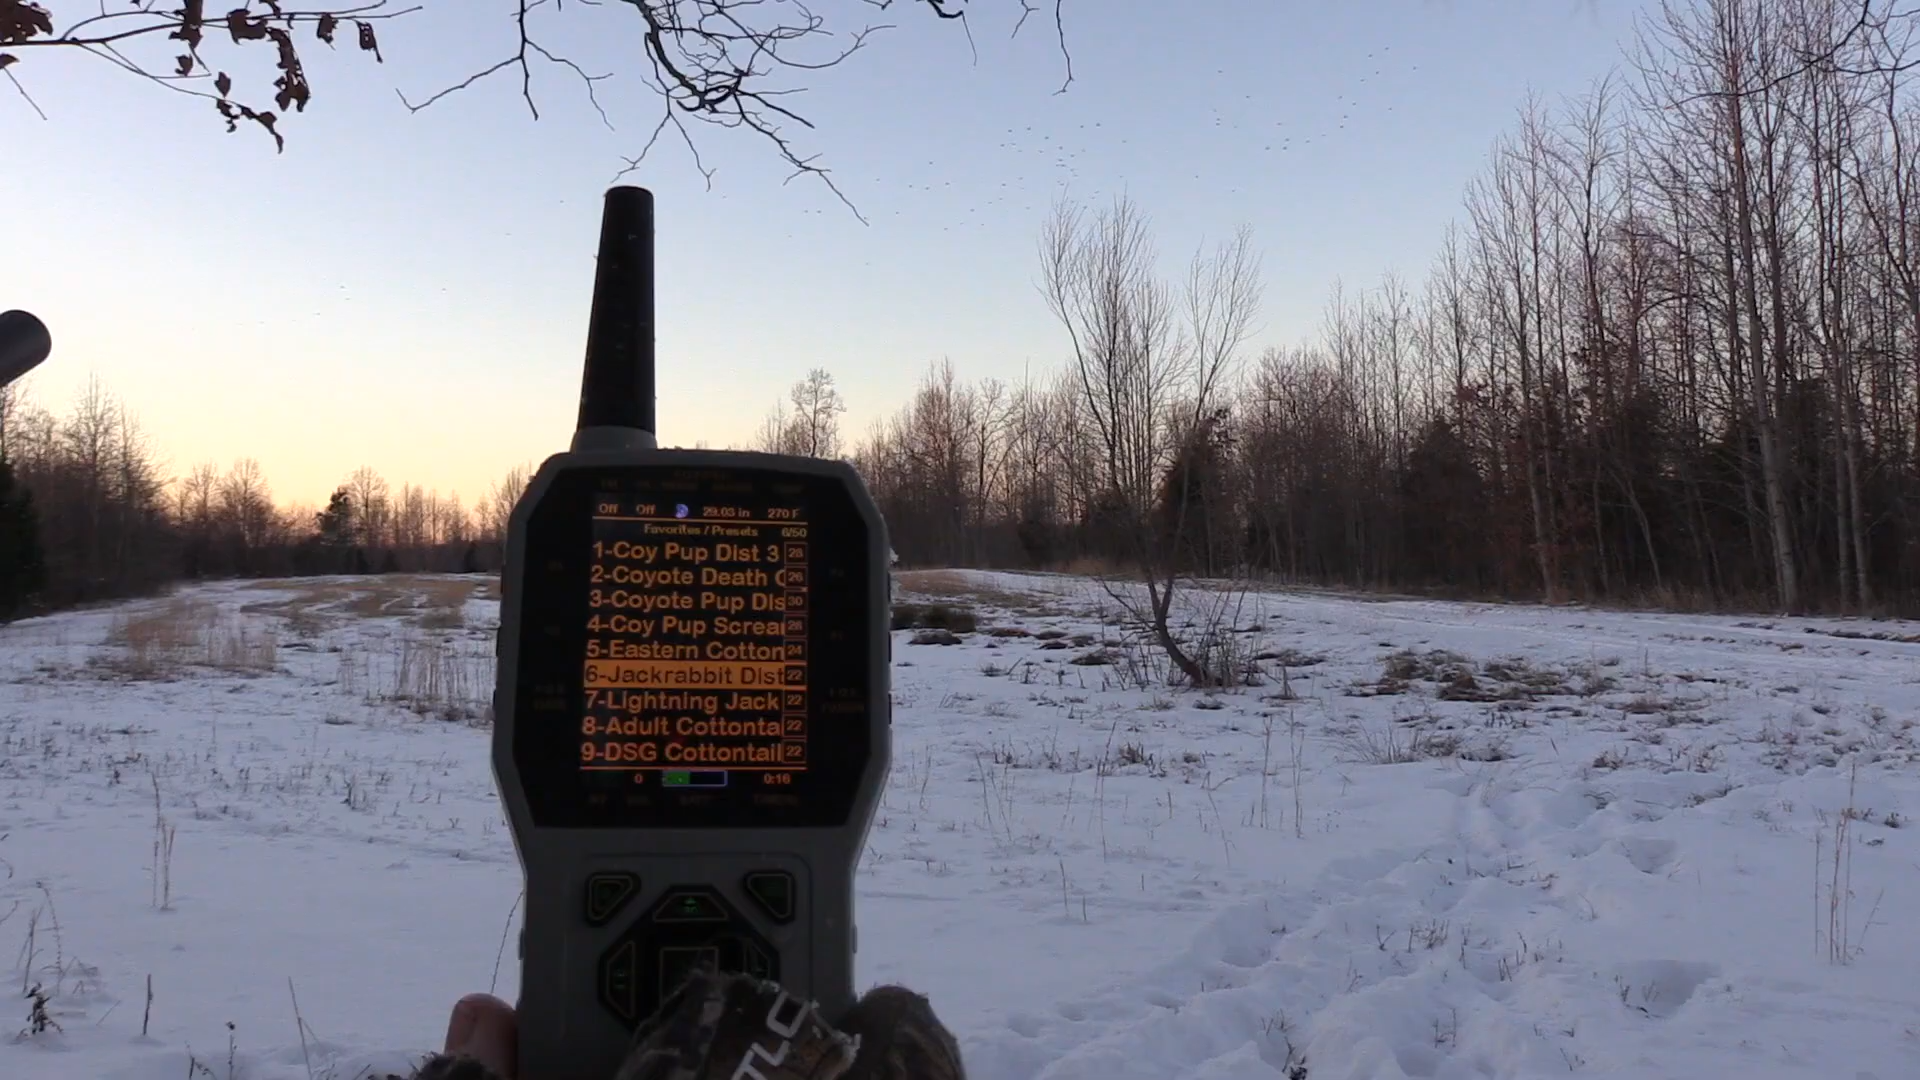 Off Off 29.03 in 270 F
Favorites / Presets 6/50
1-Coy Pup Dist 3 28
2-Coyote Death 26
3-Coyote Pup Dis 30
4-Coy Pup Screa 28
5-Eastern Cotton 24
6-Jackrabbit Dist 22
7-Lightning Jack 22
8-Adult Cottonta 22
9-DSG Cottontail 22
0 0:16